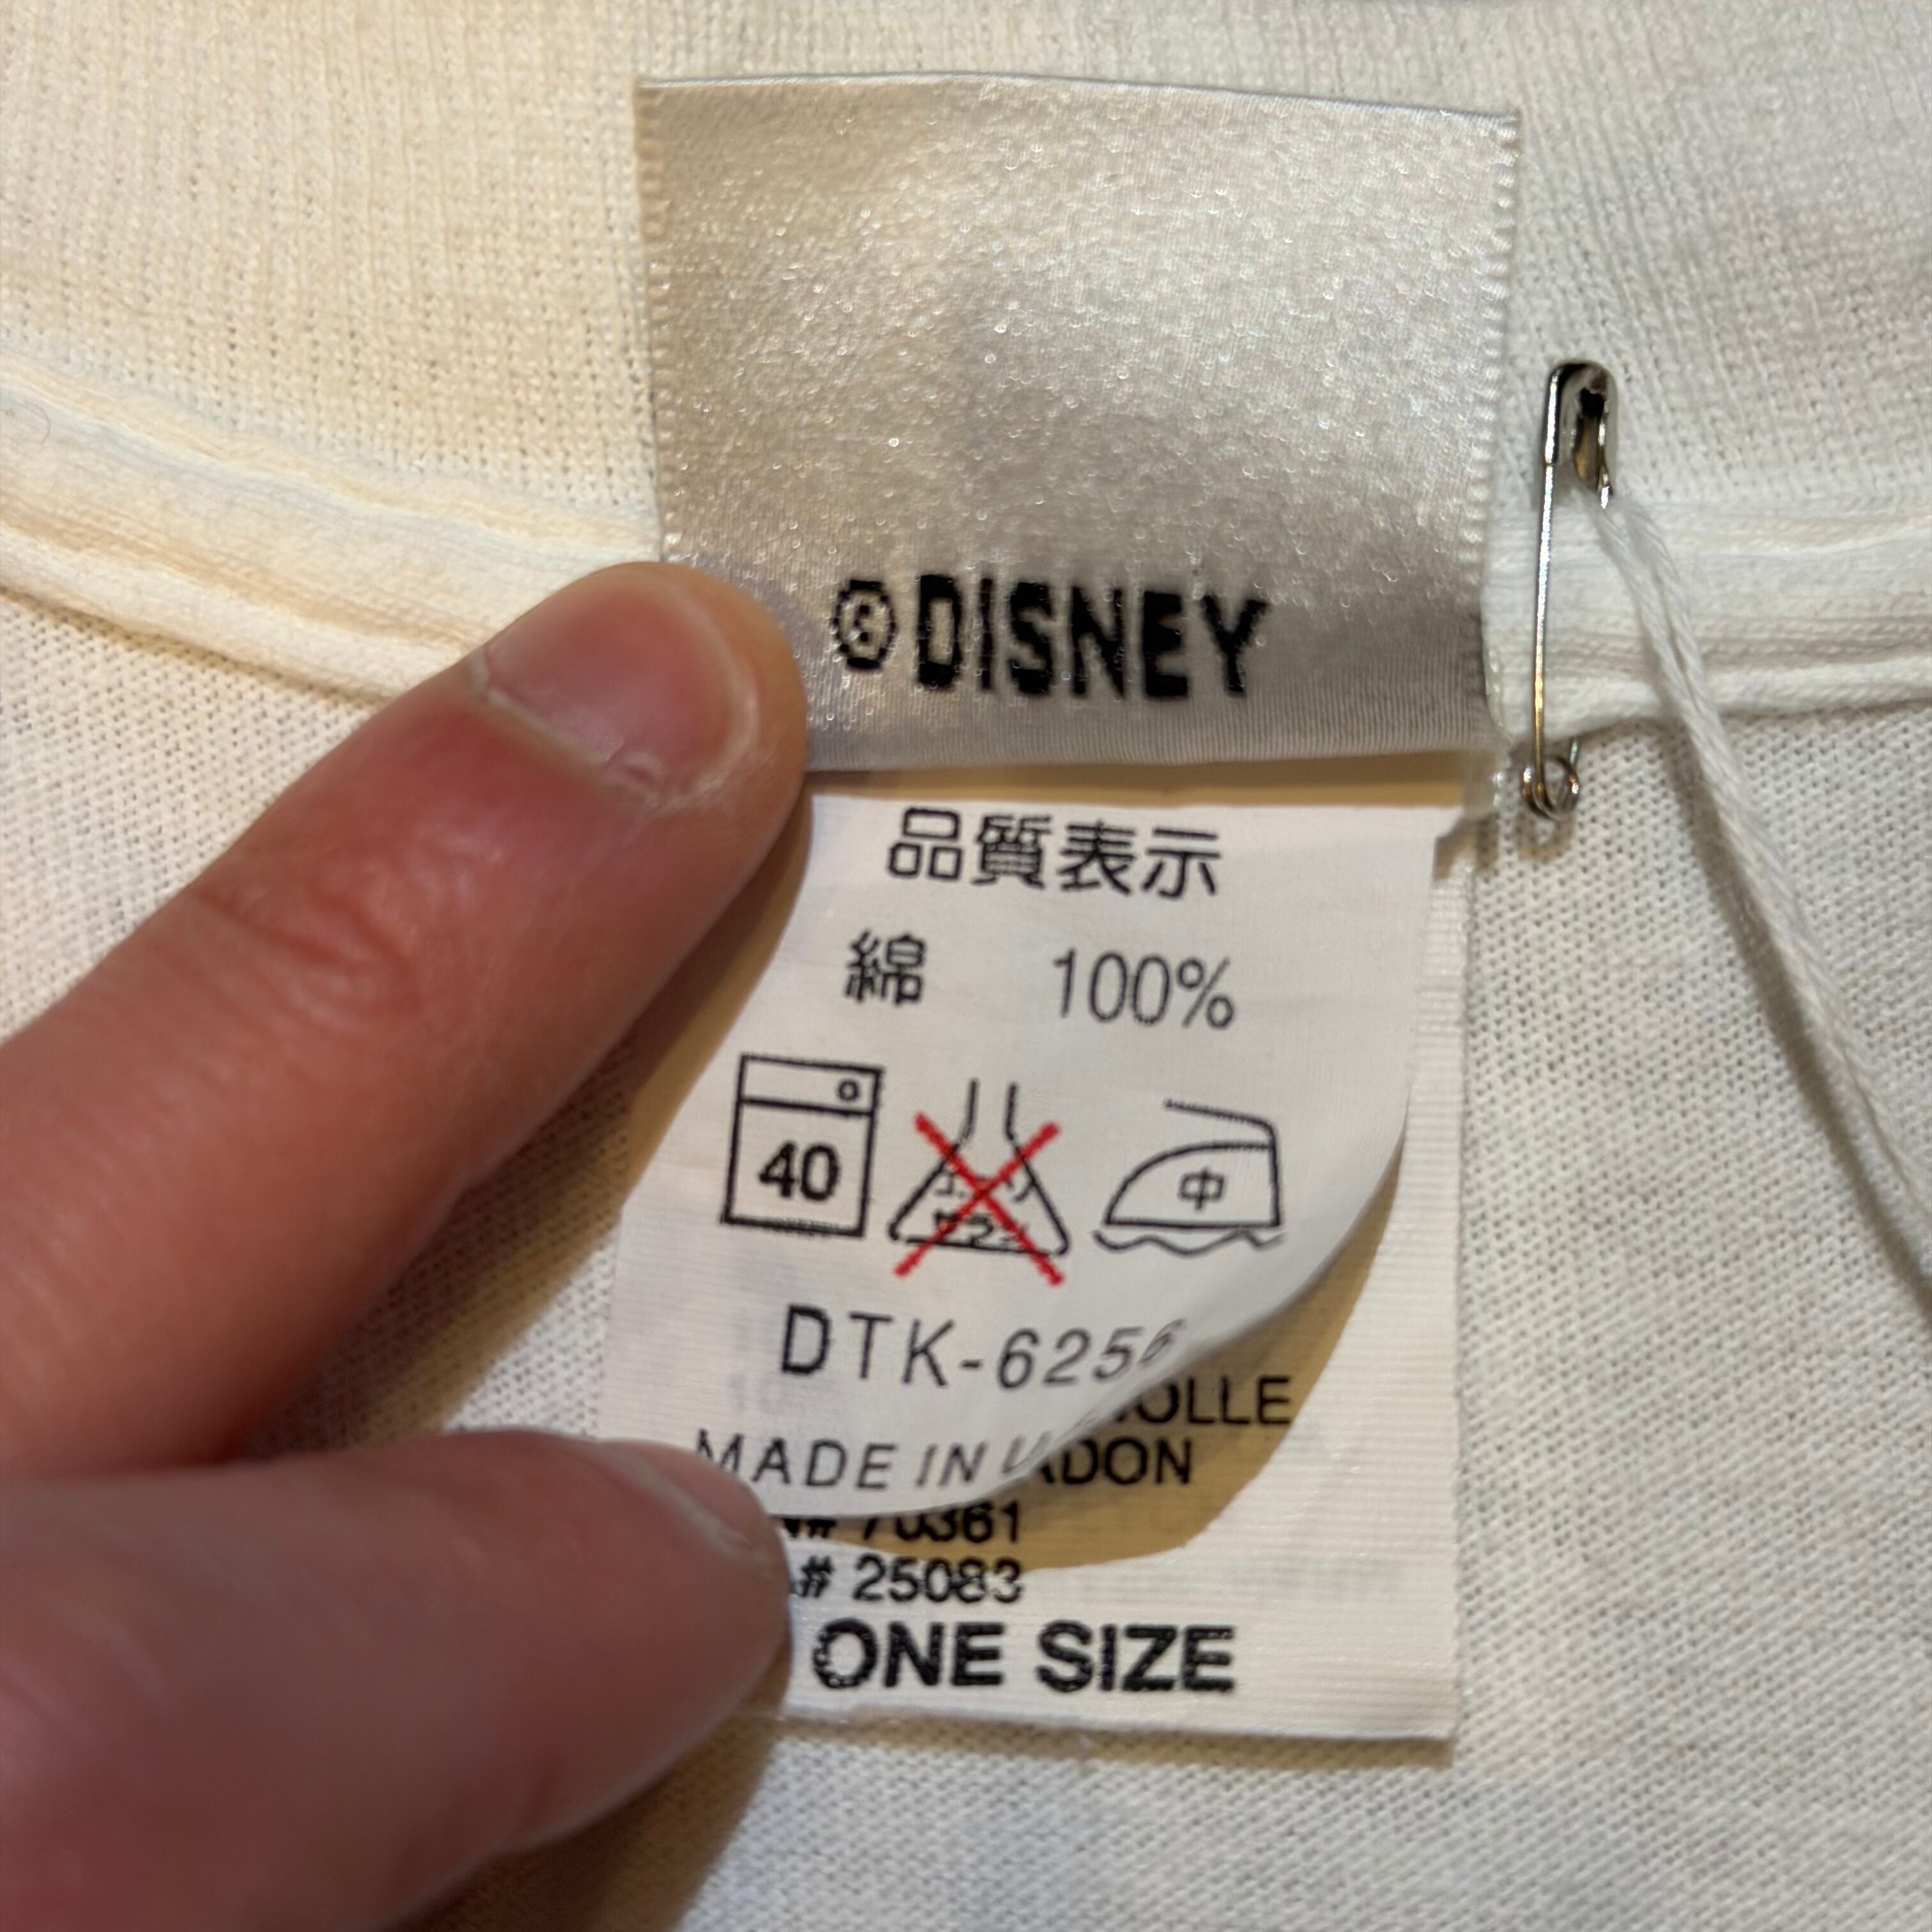 ©DISNEY
品質表示
綿 100%
40
中
DTK-6256
MADE IN
# 70361
# 25083
ONE SIZE